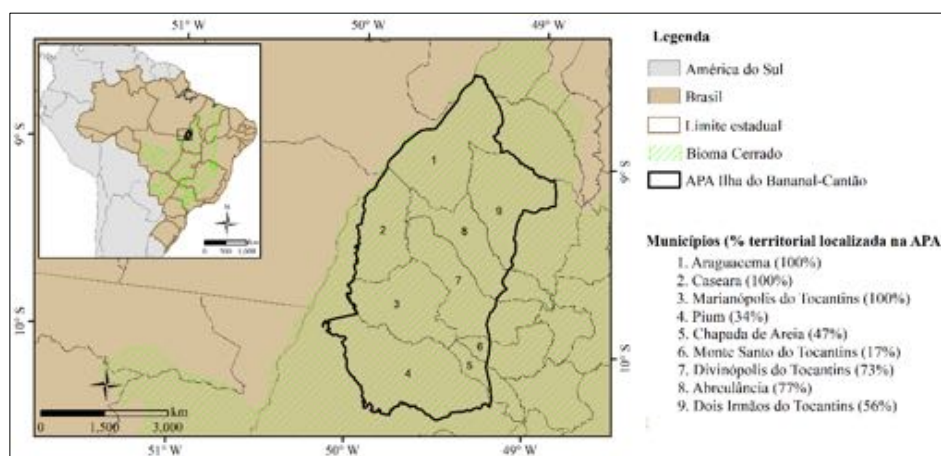 51° W
50° W
49° W
Legenda
América do Sul
Brasil
Limite estadual
Bioma Cerrado
APA Ilha do Bananal-Cantão
9° S
9° S
N
km
0 500 1,000
1
2
3
4
5
6
7
8
9
Municípios (% territorial localizada na APA
1. Araguacema (100%)
2. Caseara (100%)
3. Marianópolis do Tocantins (100%)
4. Pium (34%)
5. Chapada de Areia (47%)
6. Monte Santo do Tocantins (17%)
7. Divinópolis do Tocantins (73%)
8. Abreulância (77%)
9. Dois Irmãos do Tocantins (56%)
10° S
10° S
km
0 1,500 3,000
51° W
50° W
49° W